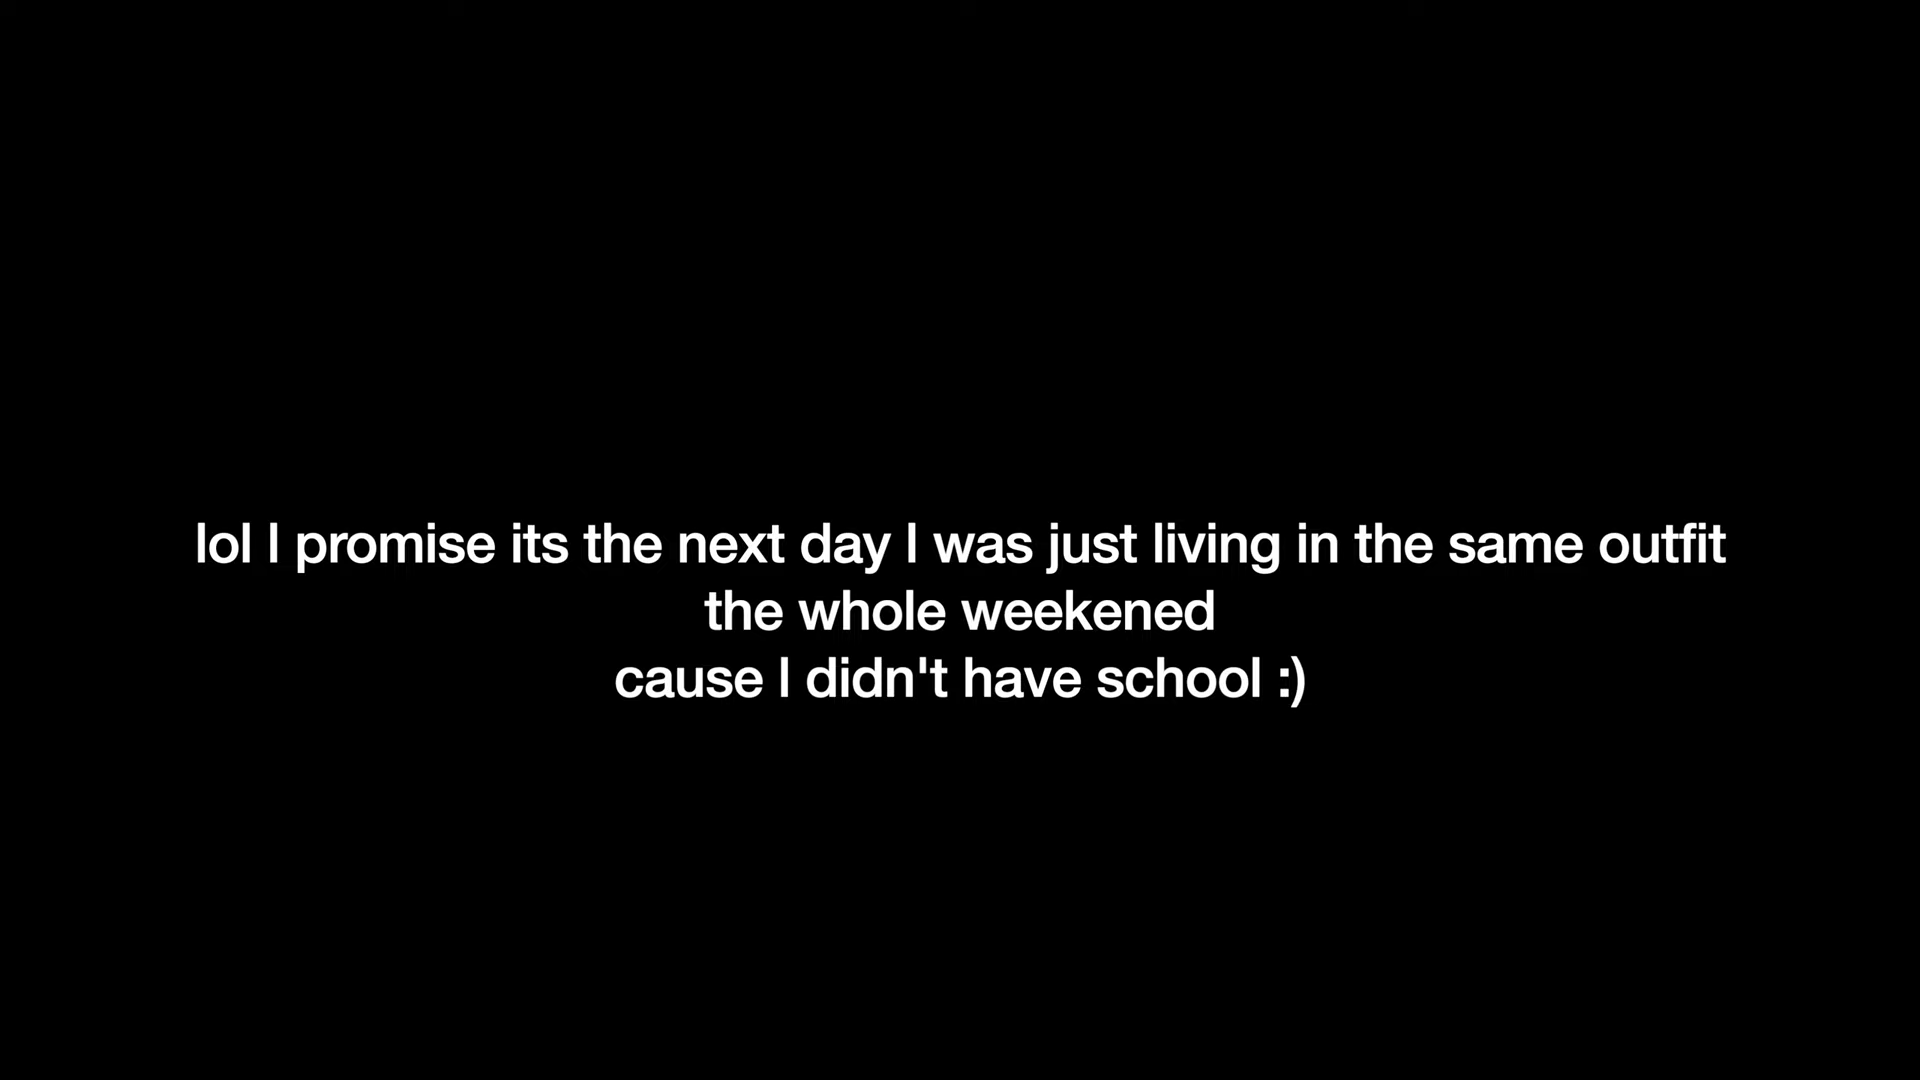 lol I promise its the next day I was just living in the same outfit
the whole weekened
cause I didn't have school :)